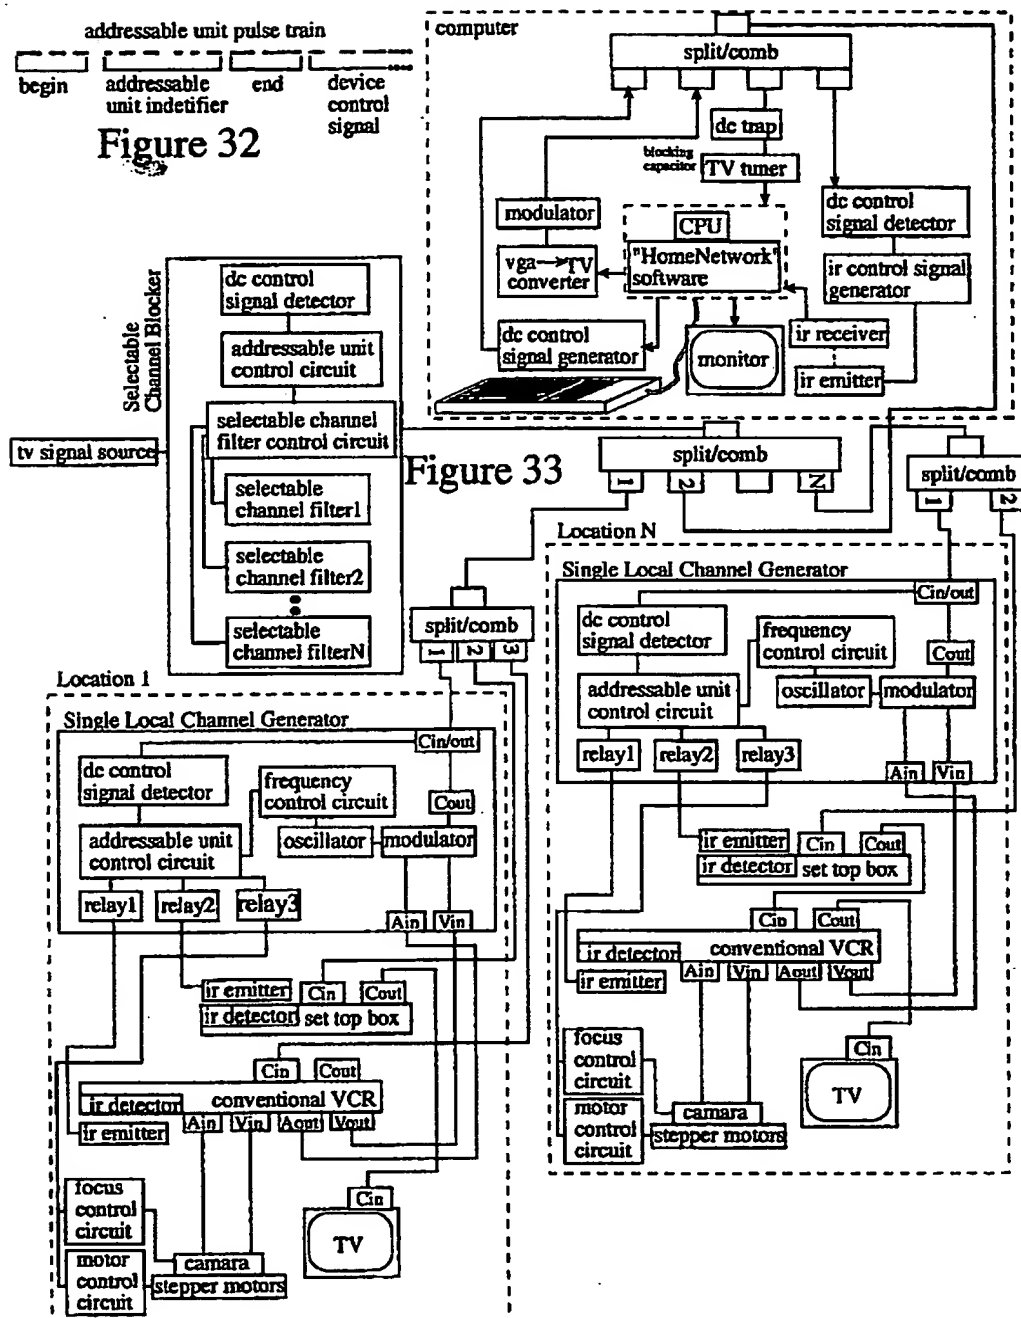 addressable unit pulse train
begin
addressable
unit indetifier
end
device
control
signal
Figure 32
computer
split/comb
dc trap
blocking
capacitor
TV tuner
modulator
CPU
"HomeNetwork"
software
vga→TV
converter
dc control
signal detector
ir control signal
generator
dc control
signal generator
monitor
ir receiver
ir emitter
Selectable
Channel Blocker
dc control
signal detector
addressable unit
control circuit
selectable channel
filter control circuit
tv signal source
selectable
channel filter1
selectable
channel filter2
selectable
channel filterN
Figure 33
split/comb
1
2
N
split/comb
1
2
split/comb
1
2
3
Location 1
Single Local Channel Generator
Cin/out
dc control
signal detector
frequency
control circuit
Cout
addressable unit
control circuit
oscillator
modulator
relay1
relay2
relay3
Ain
Vin
ir emitter
Cin
Cout
ir detector
set top box
Cin
Cout
ir detector
conventional VCR
ir emitter
Ain
Vin
Aout
Vout
focus
control
circuit
motor
control
circuit
camara
stepper motors
Cin
TV
Location N
Single Local Channel Generator
Cin/out
dc control
signal detector
frequency
control circuit
Cout
addressable unit
control circuit
oscillator
modulator
relay1
relay2
relay3
Ain
Vin
ir emitter
Cin
Cout
ir detector
set top box
Cin
Cout
ir detector
conventional VCR
ir emitter
Ain
Vin
Aout
Vout
focus
control
circuit
motor
control
circuit
camara
stepper motors
Cin
TV